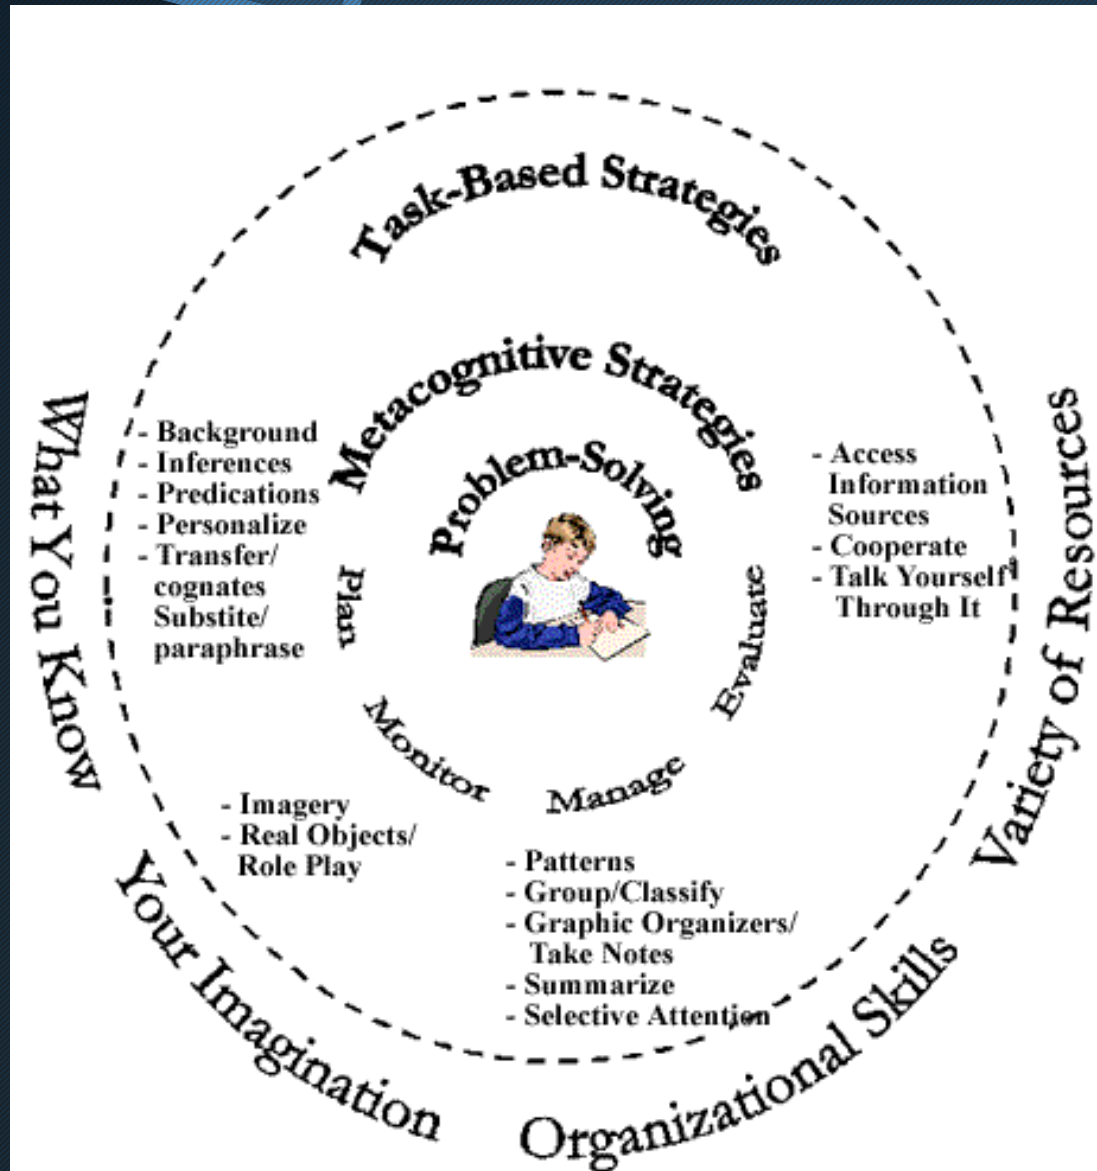 Task-Based Strategies
Metacognitive Strategies
Problem-Solving
Plan
Monitor
Manage
Evaluate
What You Know
- Background
- Inferences
- Predications
- Personalize
- Transfer/
cognates
Substite/
paraphrase
Your Imagination
- Imagery
- Real Objects/
Role Play
Organizational Skills
- Patterns
- Group/Classify
- Graphic Organizers/
Take Notes
- Summarize
- Selective Attention
Variety of Resources
- Access
Information
Sources
- Cooperate
- Talk Yourself
Through It